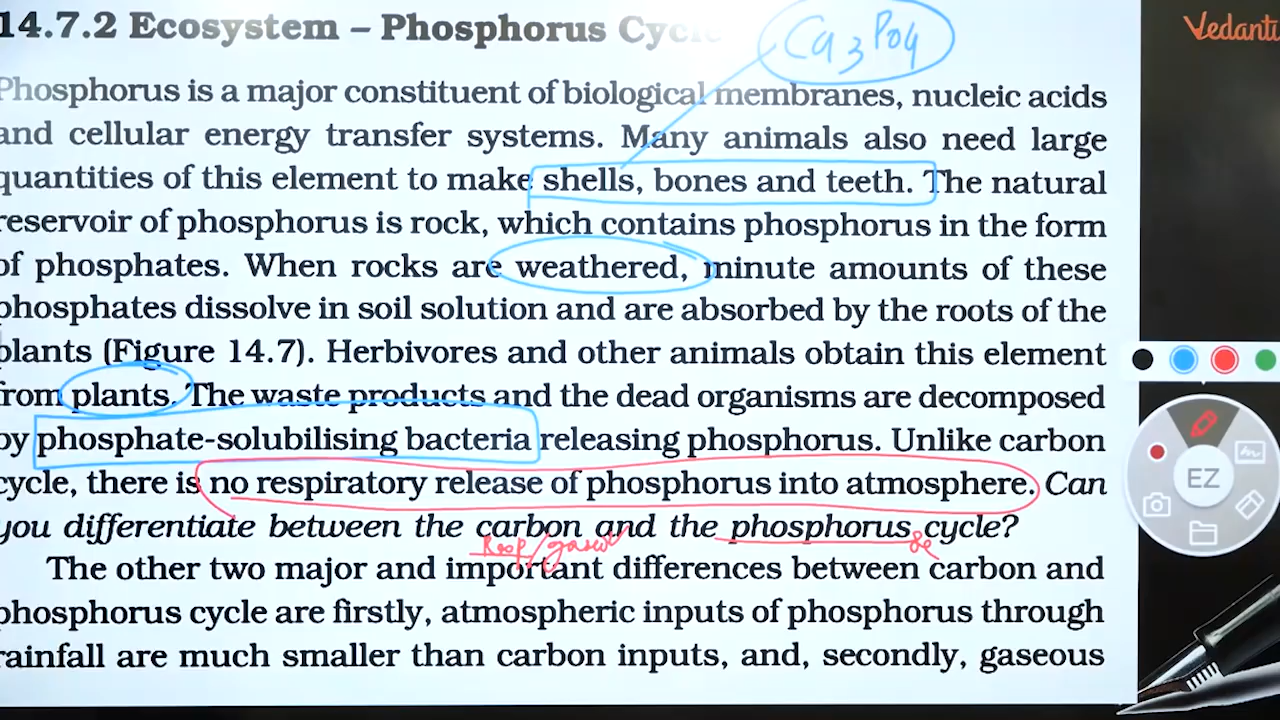 14.7.2 Ecosystem – Phosphorus Cycle
Ca3Po4
Vedantu
Phosphorus is a major constituent of biological membranes, nucleic acids
and cellular energy transfer systems. Many animals also need large
quantities of this element to make shells, bones and teeth. The natural
reservoir of phosphorus is rock, which contains phosphorus in the form
of phosphates. When rocks are weathered, minute amounts of these
phosphates dissolve in soil solution and are absorbed by the roots of the
plants (Figure 14.7). Herbivores and other animals obtain this element
from plants. The waste products and the dead organisms are decomposed
by phosphate-solubilising bacteria releasing phosphorus. Unlike carbon
cycle, there is no respiratory release of phosphorus into atmosphere. Can
you differentiate between the carbon and the phosphorus cycle?
The other two major and important differences between carbon and
phosphorus cycle are firstly, atmospheric inputs of phosphorus through
rainfall are much smaller than carbon inputs, and, secondly, gaseous
EZ